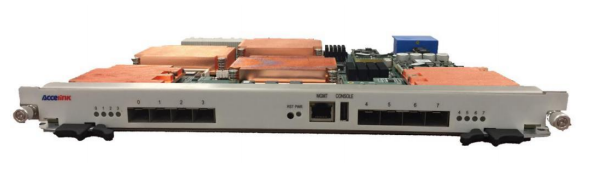 Accelink
0 1 2 3
0 1 2 3
RST PWR
MGMT CONSOLE
4 5 6 7
4 5 6 7